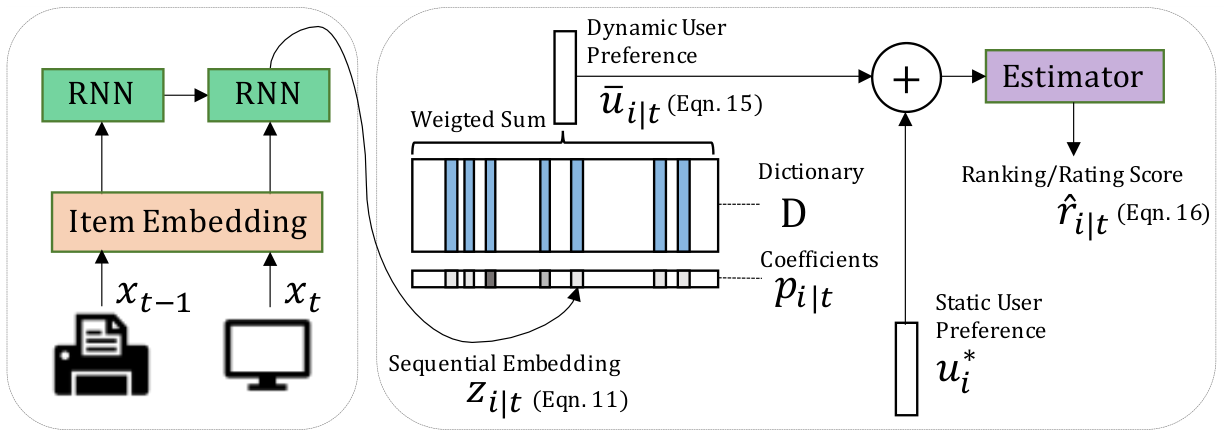 RNN
RNN
Item Embedding
x_{t−1}
x_t
Dynamic User
Preference
ū_{i|t} (Eqn. 15)
Weigted Sum
Dictionary
D
Coefficients
p_{i|t}
Sequential Embedding
z_{i|t} (Eqn. 11)
+
Estimator
Ranking/Rating Score
r̂_{i|t} (Eqn. 16)
Static User
Preference
u_i^*